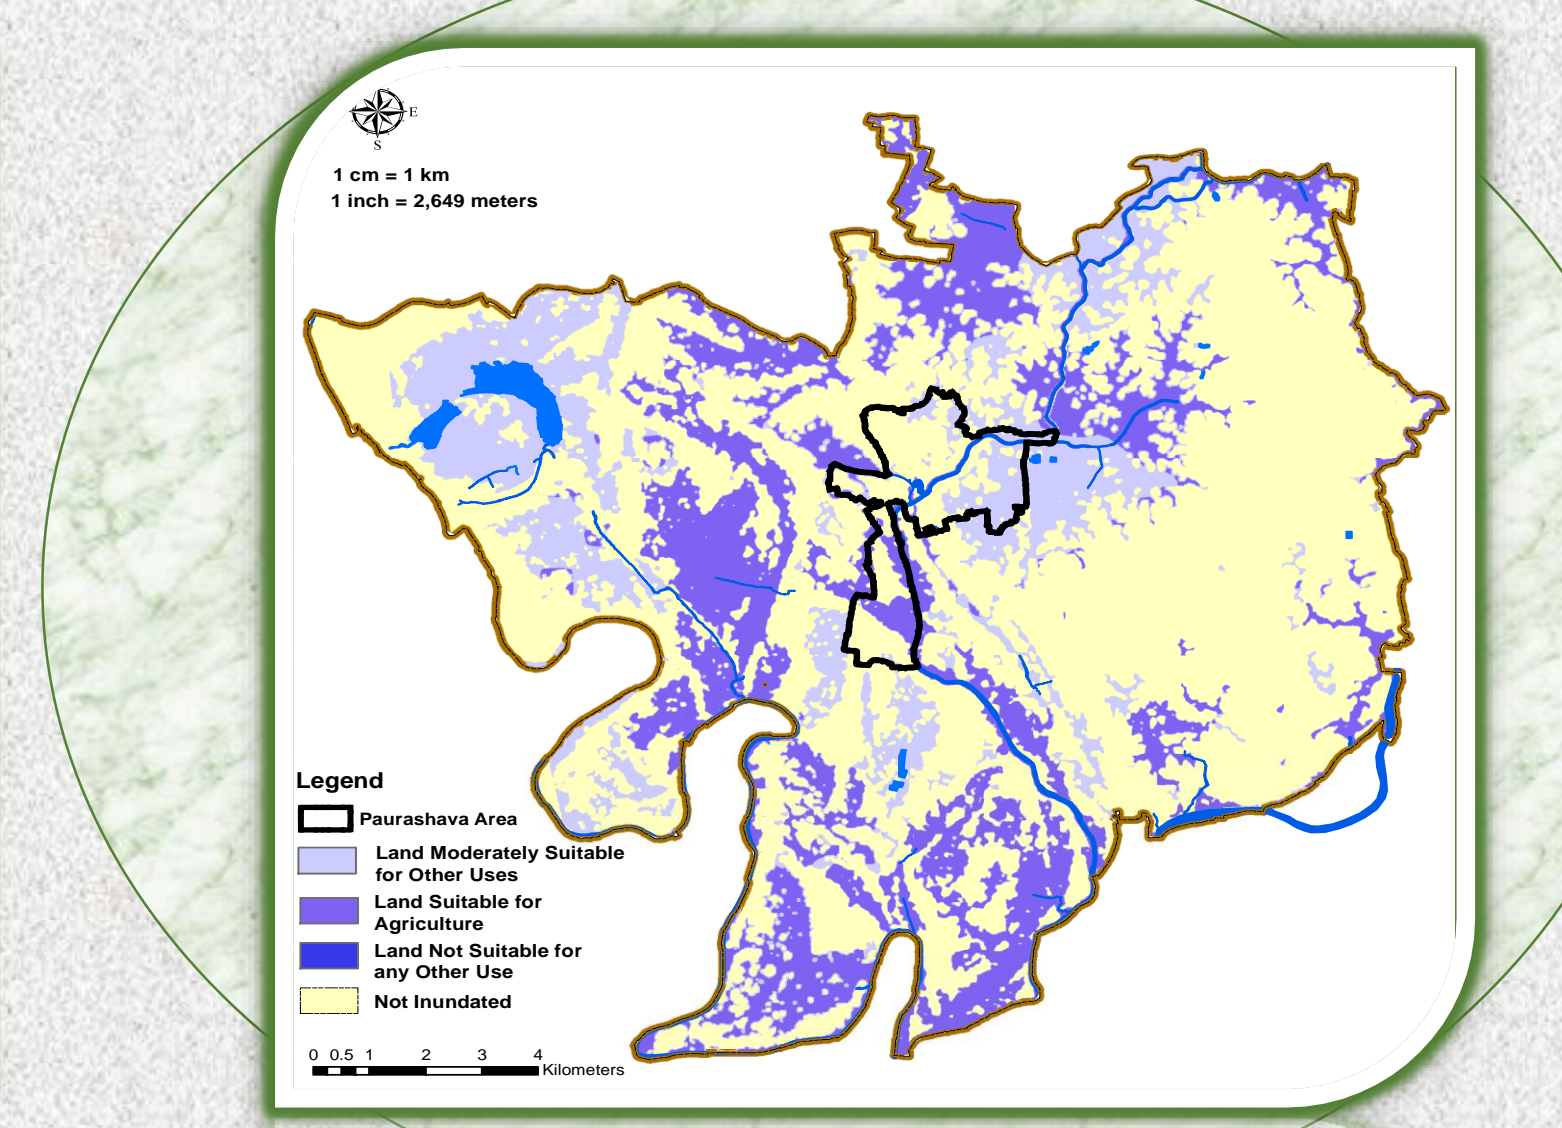 E
S
1 cm = 1 km
1 inch = 2,649 meters
Legend
Paurashava Area
Land Moderately Suitable
for Other Uses
Land Suitable for
Agriculture
Land Not Suitable for
any Other Use
Not Inundated
0 0.5 1 2 3 4
Kilometers